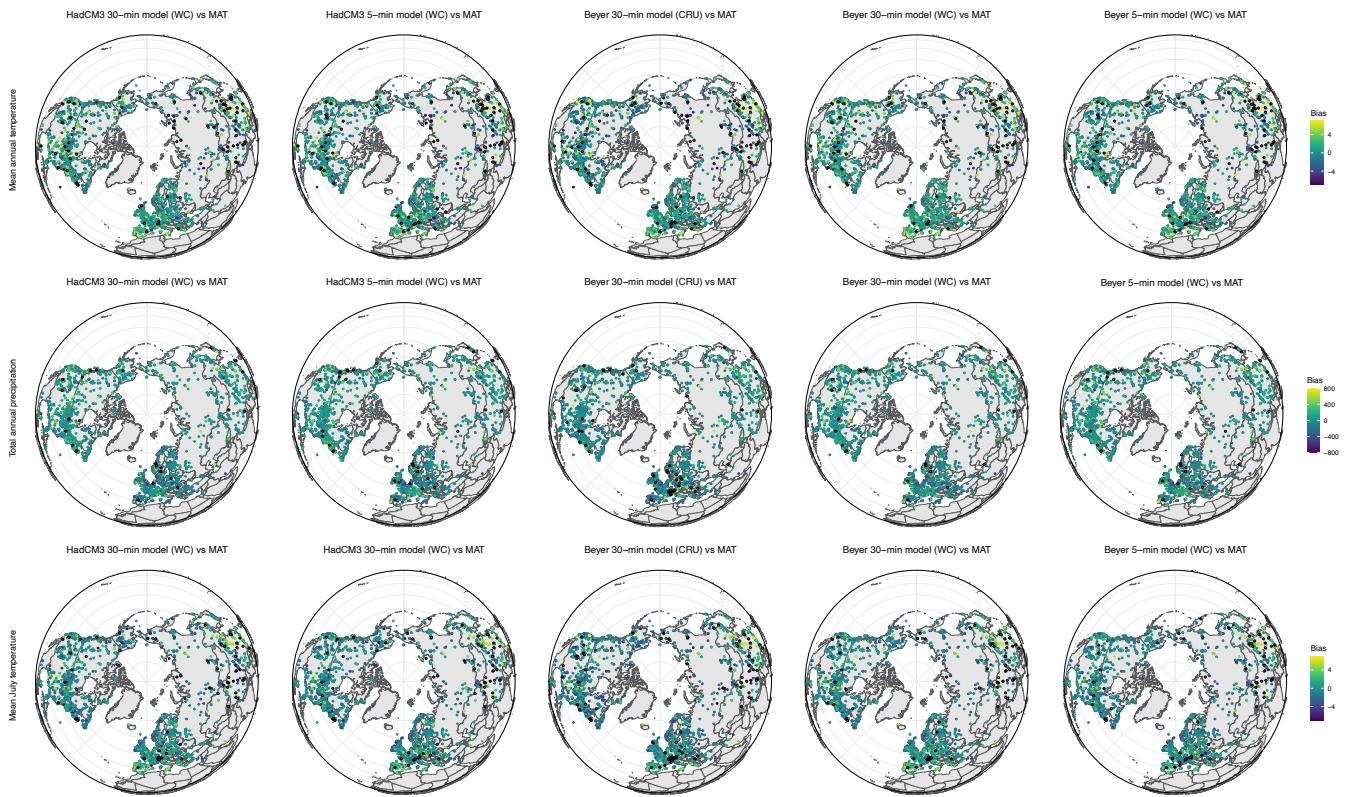 HadCM3 30−min model (WC) vs MAT
HadCM3 5−min model (WC) vs MAT
Beyer 30−min model (CRU) vs MAT
Beyer 30−min model (WC) vs MAT
Beyer 5−min model (WC) vs MAT
Mean annual temperature
Bias
4
0
−4
HadCM3 30−min model (WC) vs MAT
HadCM3 5−min model (WC) vs MAT
Beyer 30−min model (CRU) vs MAT
Beyer 30−min model (WC) vs MAT
Beyer 5−min model (WC) vs MAT
Total annual precipitation
Bias
800
400
0
−400
−800
HadCM3 30−min model (WC) vs MAT
HadCM3 30−min model (WC) vs MAT
Beyer 30−min model (CRU) vs MAT
Beyer 30−min model (WC) vs MAT
Beyer 5−min model (WC) vs MAT
Mean July temperature
Bias
4
0
−4